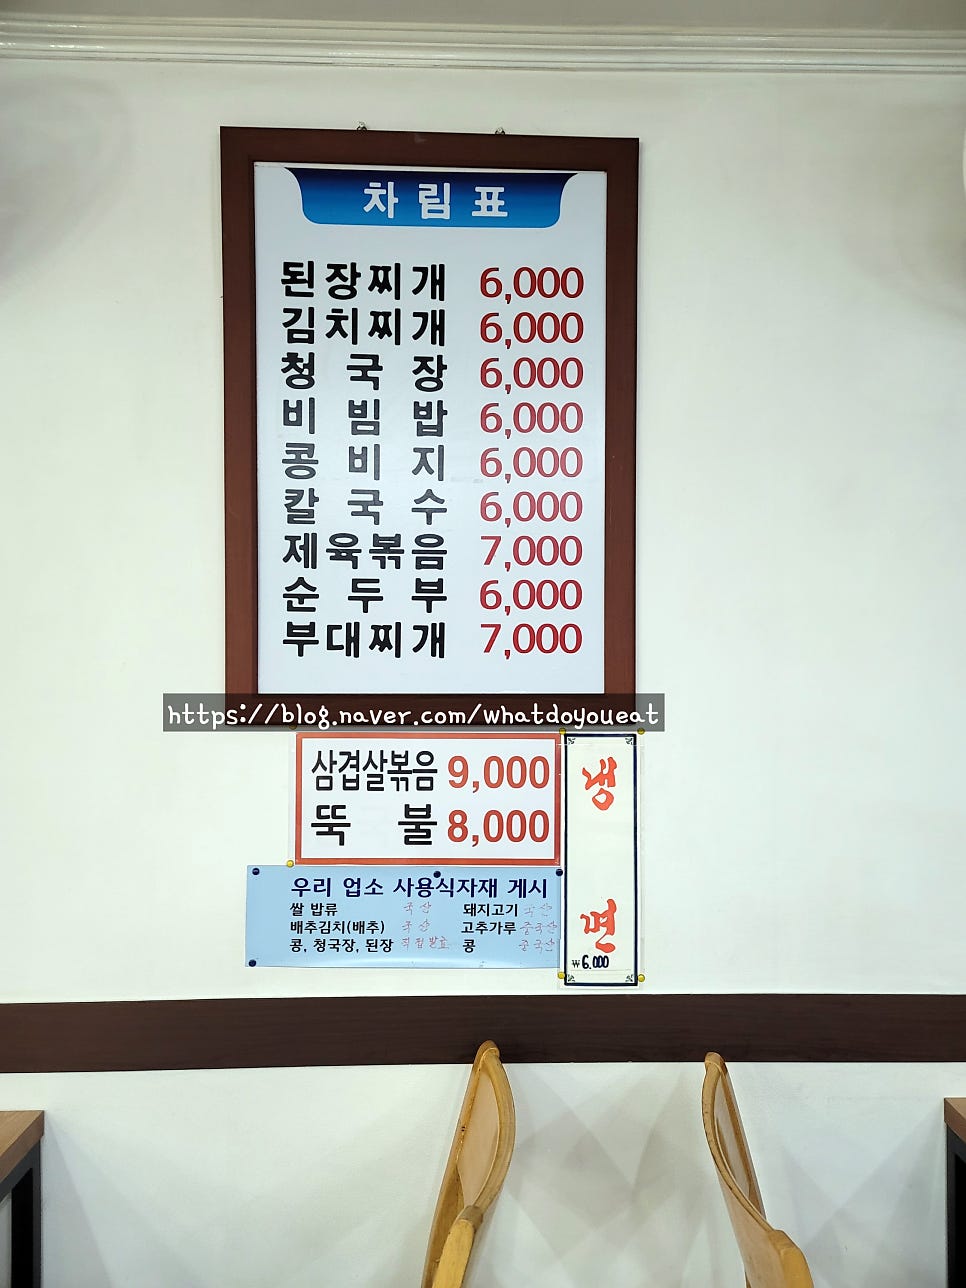 차림표
된장찌개 6,000
김치찌개 6,000
청국장 6,000
비빔밥 6,000
콩비지 6,000
칼국수 6,000
제육볶음 7,000
순두부 6,000
부대찌개 7,000
https://blog.naver.com/whatdoyoueat
삼겹살볶음 9,000
뚝불 8,000
냉면
₩6.000
우리 업소 사용식자재 게시
쌀 밥류 국산 돼지고기 국산
배추김치(배추) 국산 고추가루 중국산
콩, 청국장, 된장 직접발효 콩 중국산